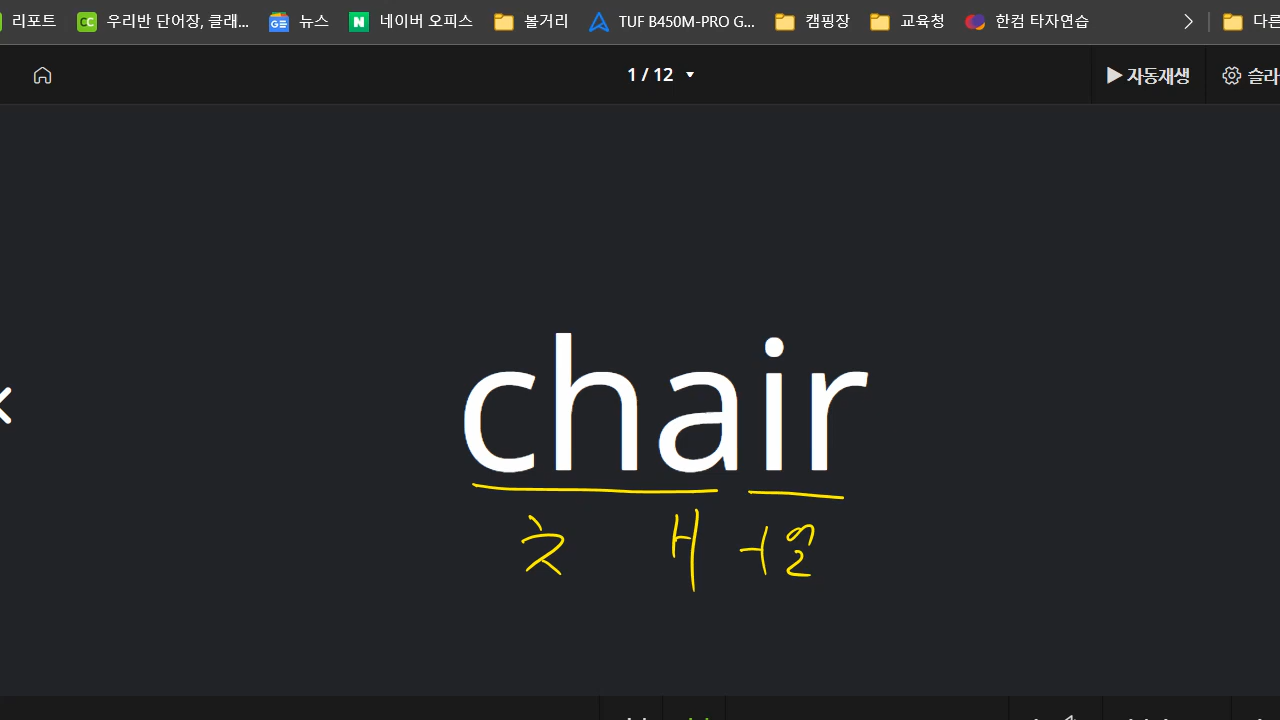 리포트 우리반 단어장, 클래... 뉴스 네이버 오피스 볼거리 TUF B450M-PRO G... 캠핑장 교육청 한컴 타자연습
1 / 12 자동재생
chair
ㅊ ㅐ ㅓ ㄹ